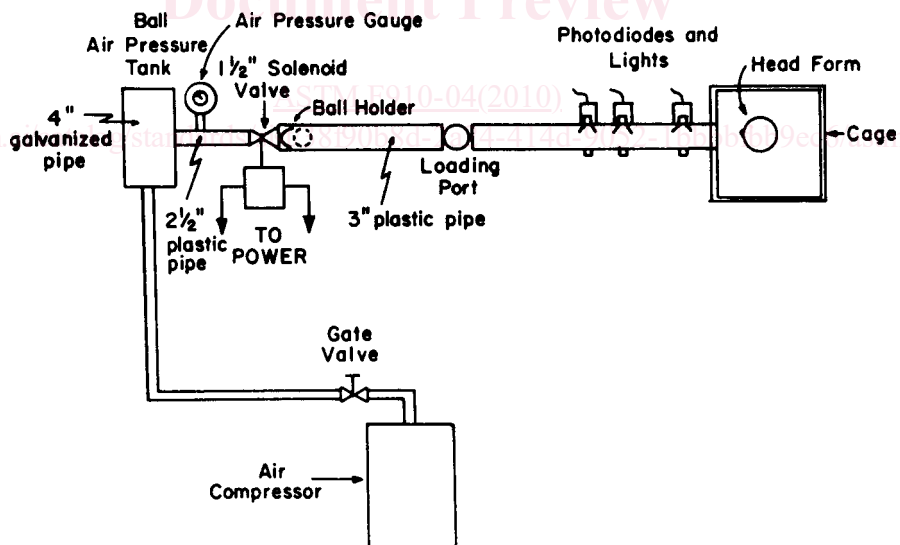 Document Preview
Ball
Air Pressure
Tank
Air Pressure Gauge
1½" Solenoid
Valve
Ball Holder
Photodiodes and
Lights
Head Form
ASTM F910-04(2010)
4"
galvanized
pipe
Cage
Loading
Port
2½"
plastic
pipe
TO
POWER
3" plastic pipe
Gate
Valve
Air
Compressor